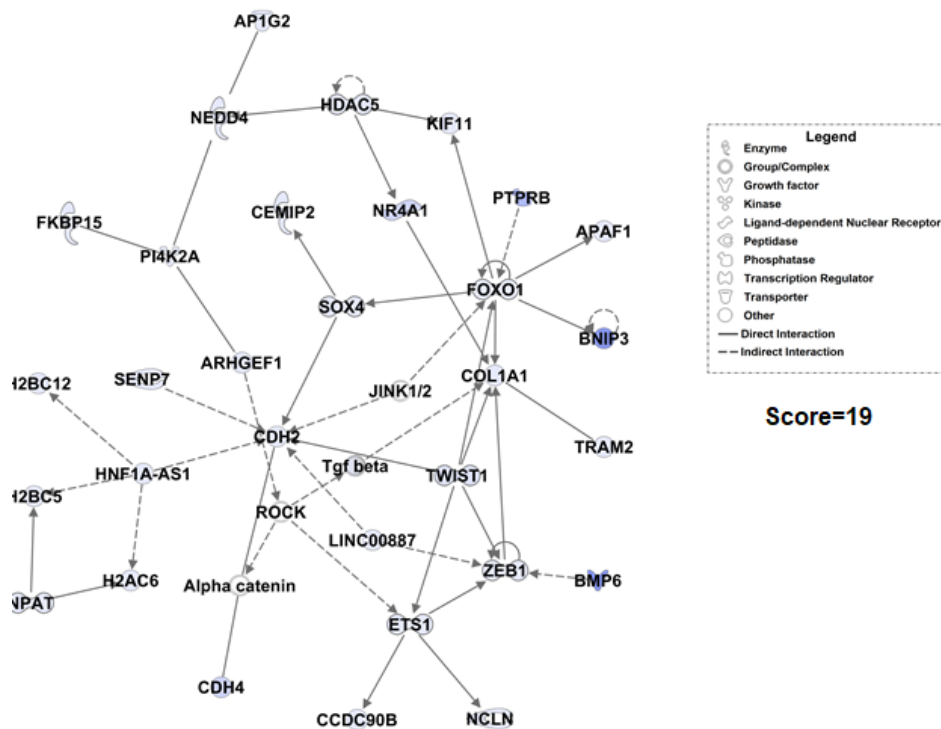 AP1G2
NEDD4
HDAC5
KIF11
PTPRB
CEMIP2
NR4A1
FKBP15
APAF1
PI4K2A
FOXO1
SOX4
BNIP3
ARHGEF1
SENP7
JINK1/2
COL1A1
H2BC12
CDH2
TRAM2
Tgf beta
HNF1A-AS1
TWIST1
H2BC5
ROCK
LINC00887
ZEB1
H2AC6
Alpha catenin
BMP6
NPAT
ETS1
CDH4
CCDC90B
NCLN
Legend
Enzyme
Group/Complex
Growth factor
Kinase
Ligand-dependent Nuclear Receptor
Peptidase
Phosphatase
Transcription Regulator
Transporter
Other
Direct Interaction
Indirect Interaction
Score=19